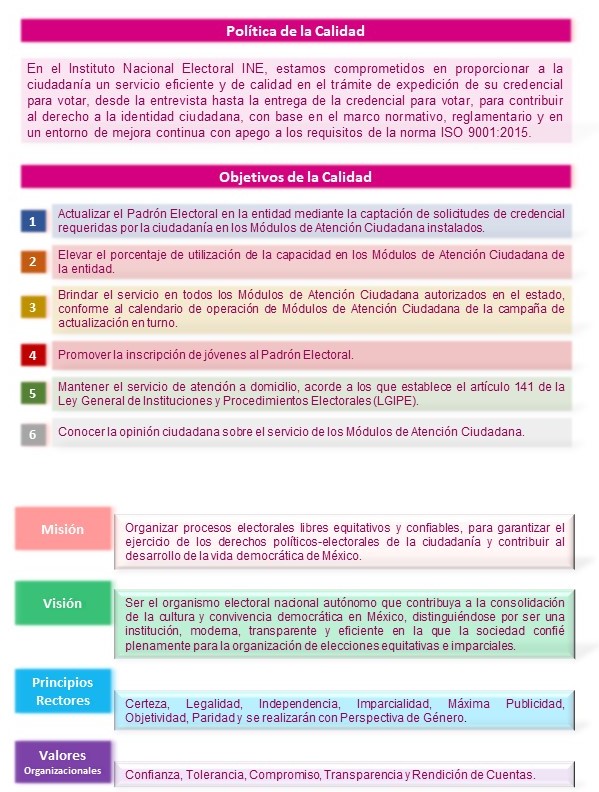 Política de la Calidad
En el Instituto Nacional Electoral INE, estamos comprometidos en proporcionar a la
ciudadanía un servicio eficiente y de calidad en el trámite de expedición de su credencial
para votar, desde la entrevista hasta la entrega de la credencial para votar, para contribuir
al derecho a la identidad ciudadana, con base en el marco normativo, reglamentario y en
un entorno de mejora continua con apego a los requisitos de la norma ISO 9001:2015.
Objetivos de la Calidad
1
Actualizar el Padrón Electoral en la entidad mediante la captación de solicitudes de credencial
requeridas por la ciudadanía en los Módulos de Atención Ciudadana instalados.
2
Elevar el porcentaje de utilización de la capacidad en los Módulos de Atención Ciudadana de
la entidad.
3
Brindar el servicio en todos los Módulos de Atención Ciudadana autorizados en el estado,
conforme al calendario de operación de Módulos de Atención Ciudadana de la campaña de
actualización en turno.
4
Promover la inscripción de jóvenes al Padrón Electoral.
5
Mantener el servicio de atención a domicilio, acorde a los que establece el artículo 141 de la
Ley General de Instituciones y Procedimientos Electorales (LGIPE).
6
Conocer la opinión ciudadana sobre el servicio de los Módulos de Atención Ciudadana.
Misión
Organizar procesos electorales libres equitativos y confiables, para garantizar el
ejercicio de los derechos políticos-electorales de la ciudadanía y contribuir al
desarrollo de la vida democrática de México.
Visión
Ser el organismo electoral nacional autónomo que contribuya a la consolidación
de la cultura y convivencia democrática en México, distinguiéndose por ser una
institución, moderna, transparente y eficiente en la que la sociedad confié
plenamente para la organización de elecciones equitativas e imparciales.
Principios
Rectores
Certeza, Legalidad, Independencia, Imparcialidad, Máxima Publicidad,
Objetividad, Paridad y se realizarán con Perspectiva de Género.
Valores
Organizacionales
Confianza, Tolerancia, Compromiso, Transparencia y Rendición de Cuentas.